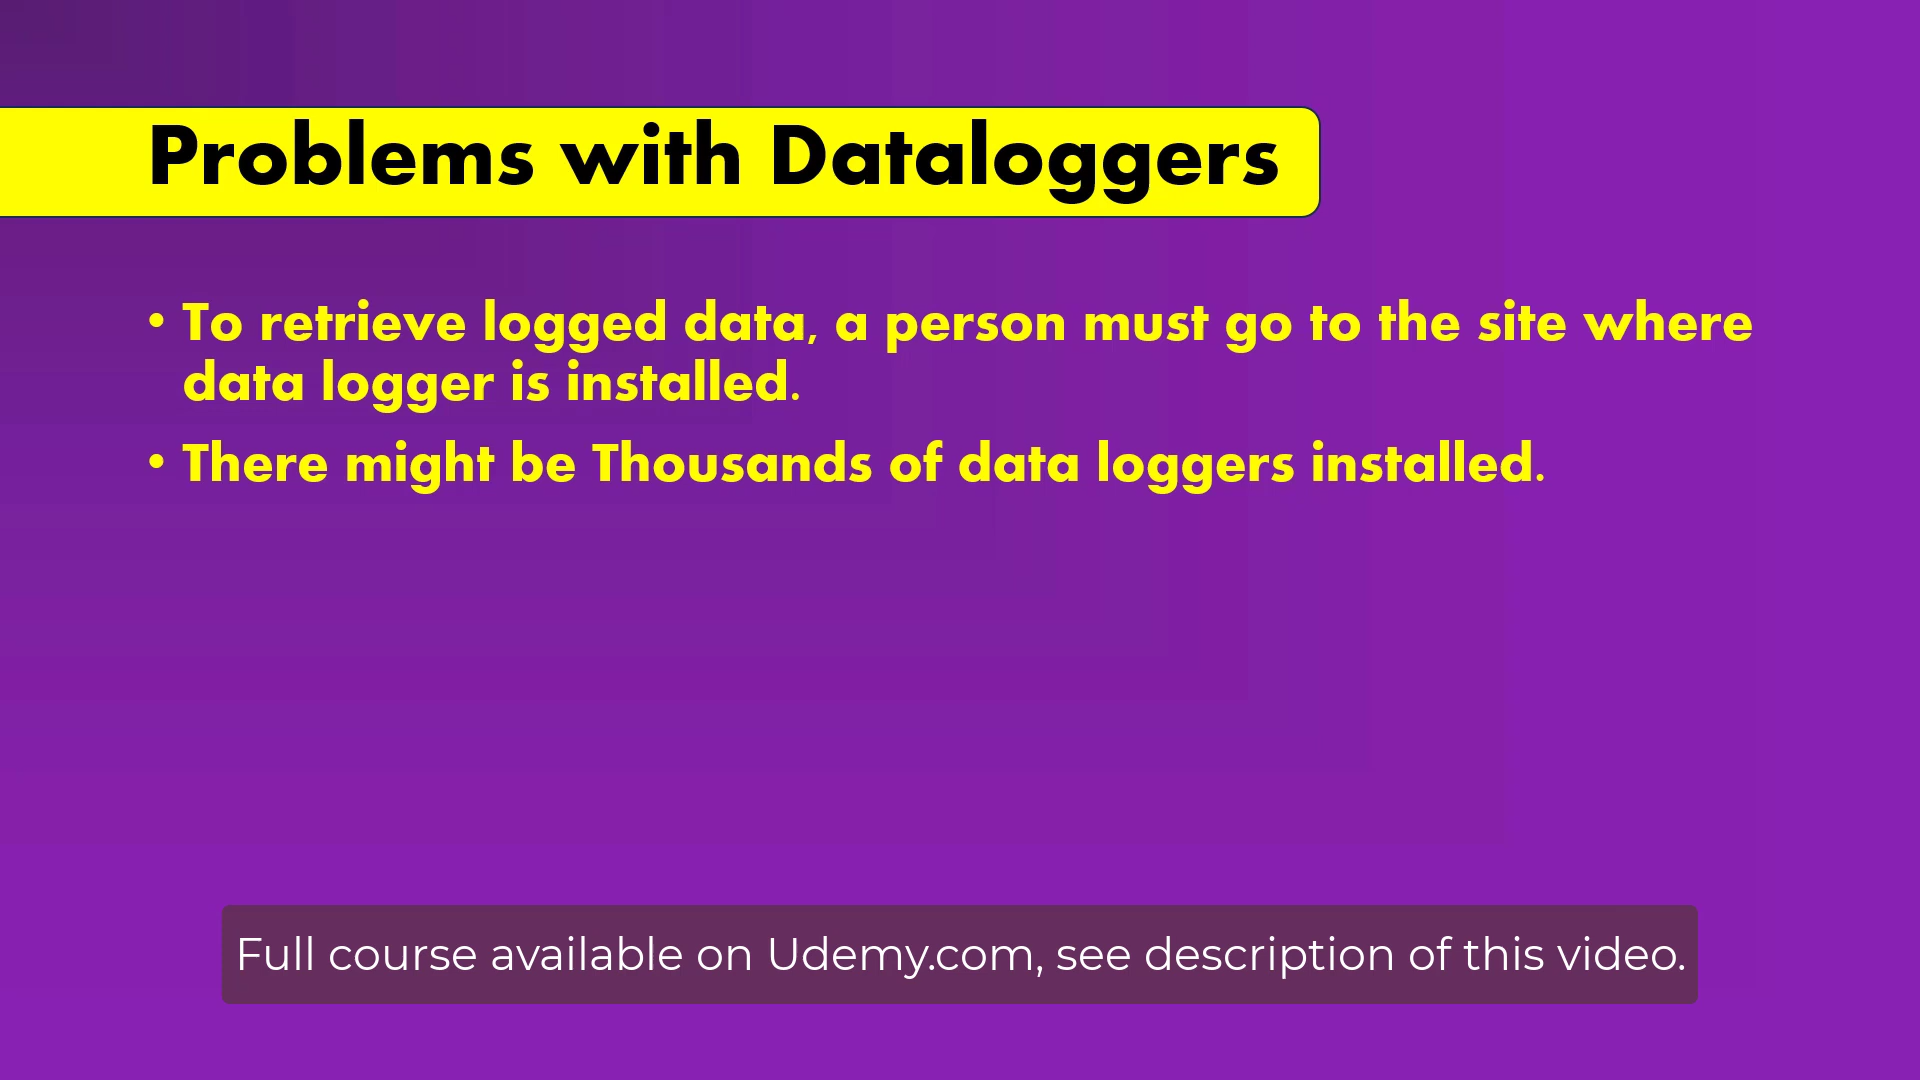 Problems with Dataloggers
• To retrieve logged data, a person must go to the site where
data logger is installed.
• There might be Thousands of data loggers installed.
Full course available on Udemy.com, see description of this video.